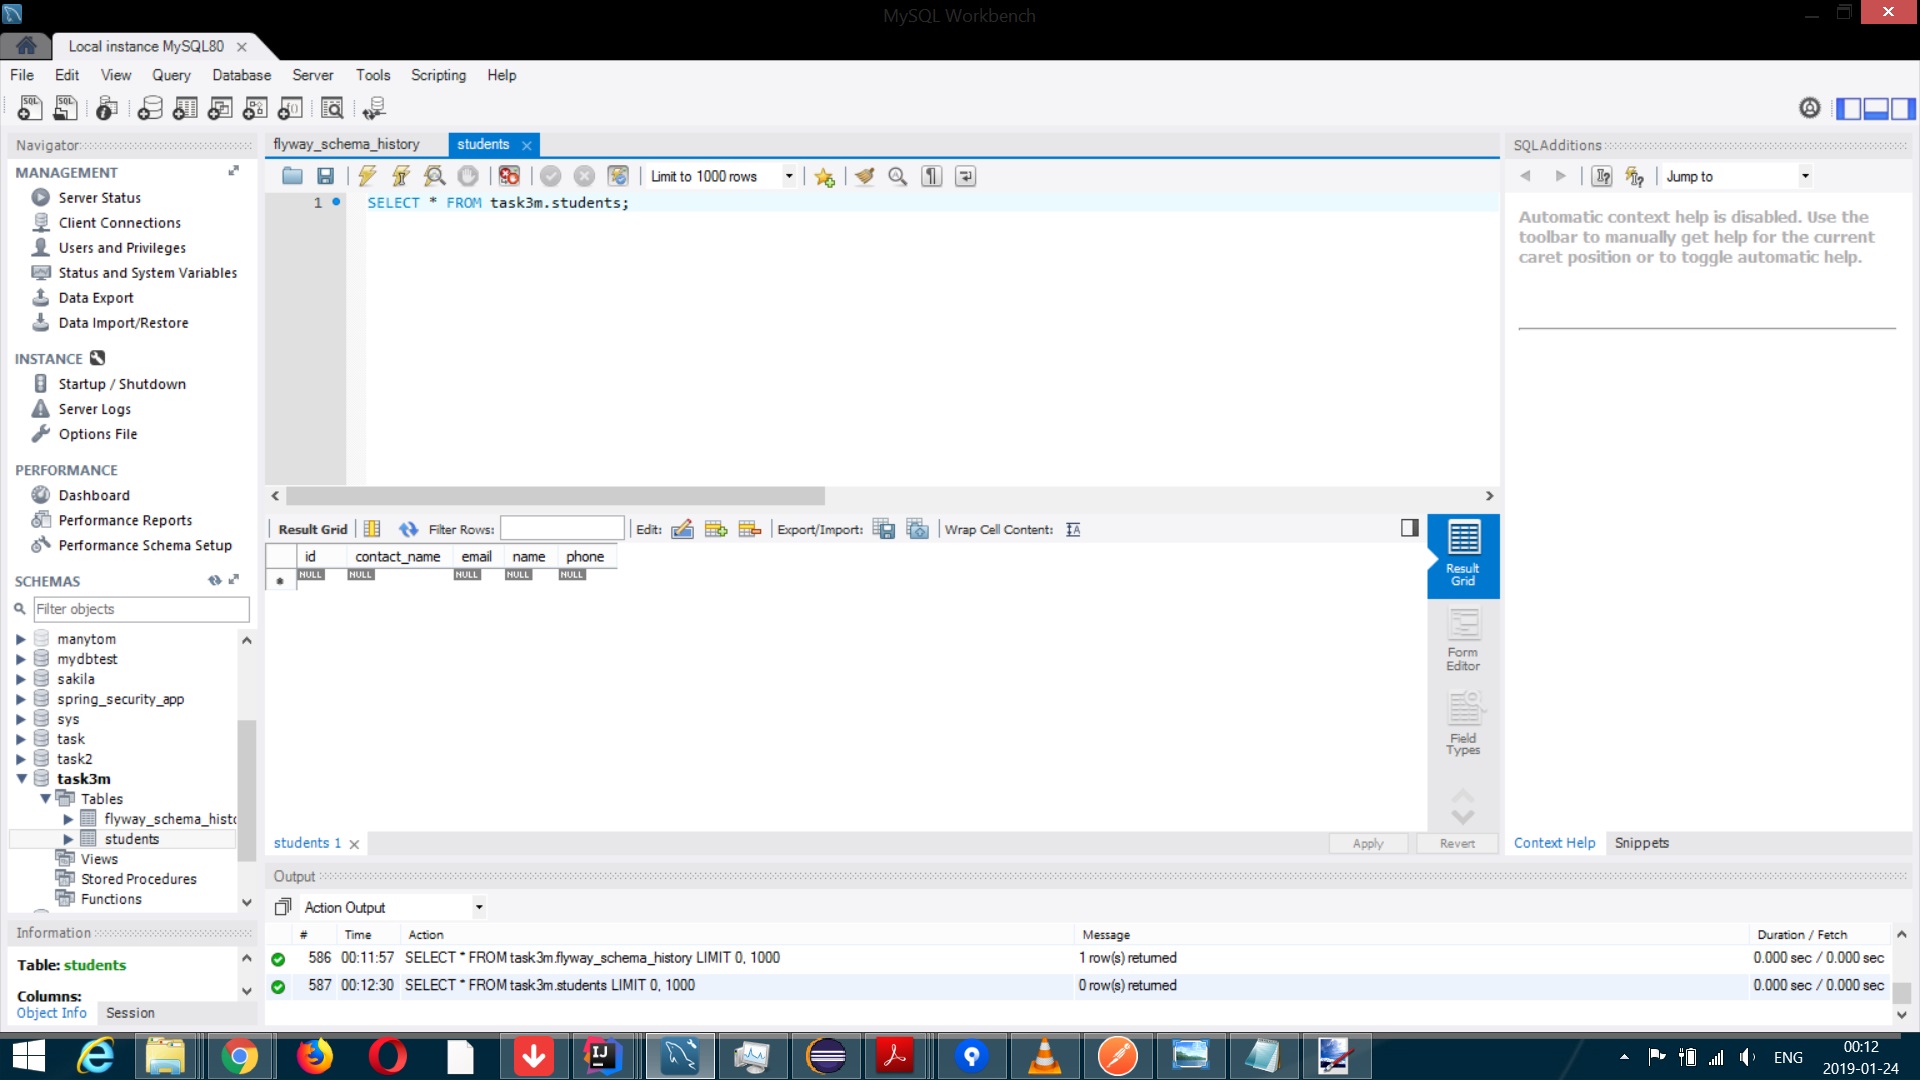 MySQL Workbench
Local instance MySQL80
File Edit View Query Database Server Tools Scripting Help
Navigator
MANAGEMENT
Server Status
Client Connections
Users and Privileges
Status and System Variables
Data Export
Data Import/Restore
INSTANCE
Startup / Shutdown
Server Logs
Options File
PERFORMANCE
Dashboard
Performance Reports
Performance Schema Setup
SCHEMAS
Filter objects
manytom
mydbtest
sakila
spring_security_app
sys
task
task2
task3m
Tables
flyway_schema_histo
students
Views
Stored Procedures
Functions
Information
Table: students
Columns:
Object Info Session
flyway_schema_history students
Limit to 1000 rows
1 SELECT * FROM task3m.students;
Result Grid Filter Rows: Edit: Export/Import: Wrap Cell Content:
id contact_name email name phone
NULL NULL NULL NULL NULL
Result Grid
Form Editor
Field Types
students 1 Apply Revert
SQLAdditions
Jump to
Automatic context help is disabled. Use the
toolbar to manually get help for the current
caret position or to toggle automatic help.
Context Help Snippets
Output
Action Output
# Time Action Message Duration / Fetch
586 00:11:57 SELECT * FROM task3m.flyway_schema_history LIMIT 0, 1000 1 row(s) returned 0.000 sec / 0.000 sec
587 00:12:30 SELECT * FROM task3m.students LIMIT 0, 1000 0 row(s) returned 0.000 sec / 0.000 sec
ENG
00:12
2019-01-24